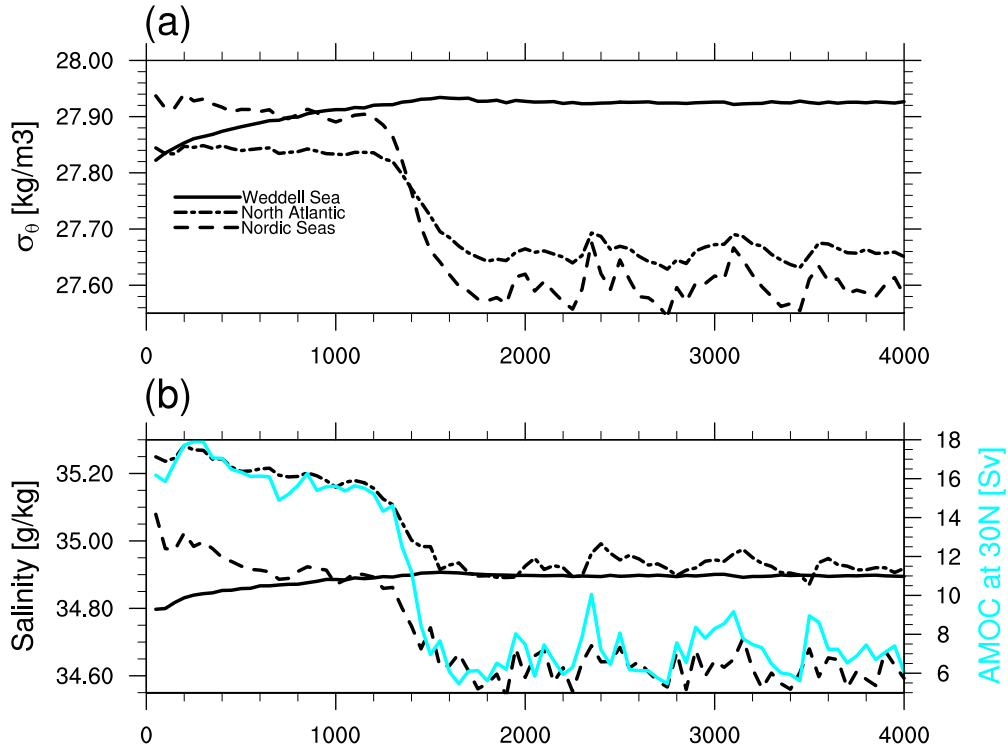 (a)
28.00
27.90
27.80
27.70
27.60
σθ [kg/m3]
Weddell Sea
North Atlantic
Nordic Seas
0 1000 2000 3000 4000
(b)
35.20
35.00
34.80
34.60
Salinity [g/kg]
18
16
14
12
10
8
6
AMOC at 30N [Sv]
0 1000 2000 3000 4000